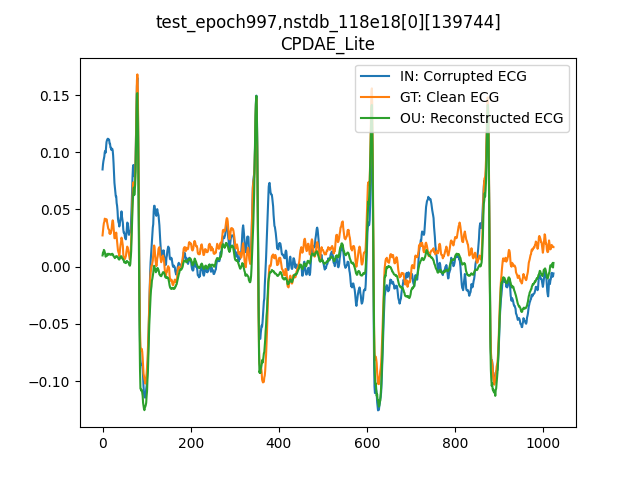 test_epoch997,nstdb_118e18[0][139744]
CPDAE_Lite
IN: Corrupted ECG
GT: Clean ECG
OU: Reconstructed ECG
0.15
0.10
0.05
0.00
−0.05
−0.10
0 200 400 600 800 1000